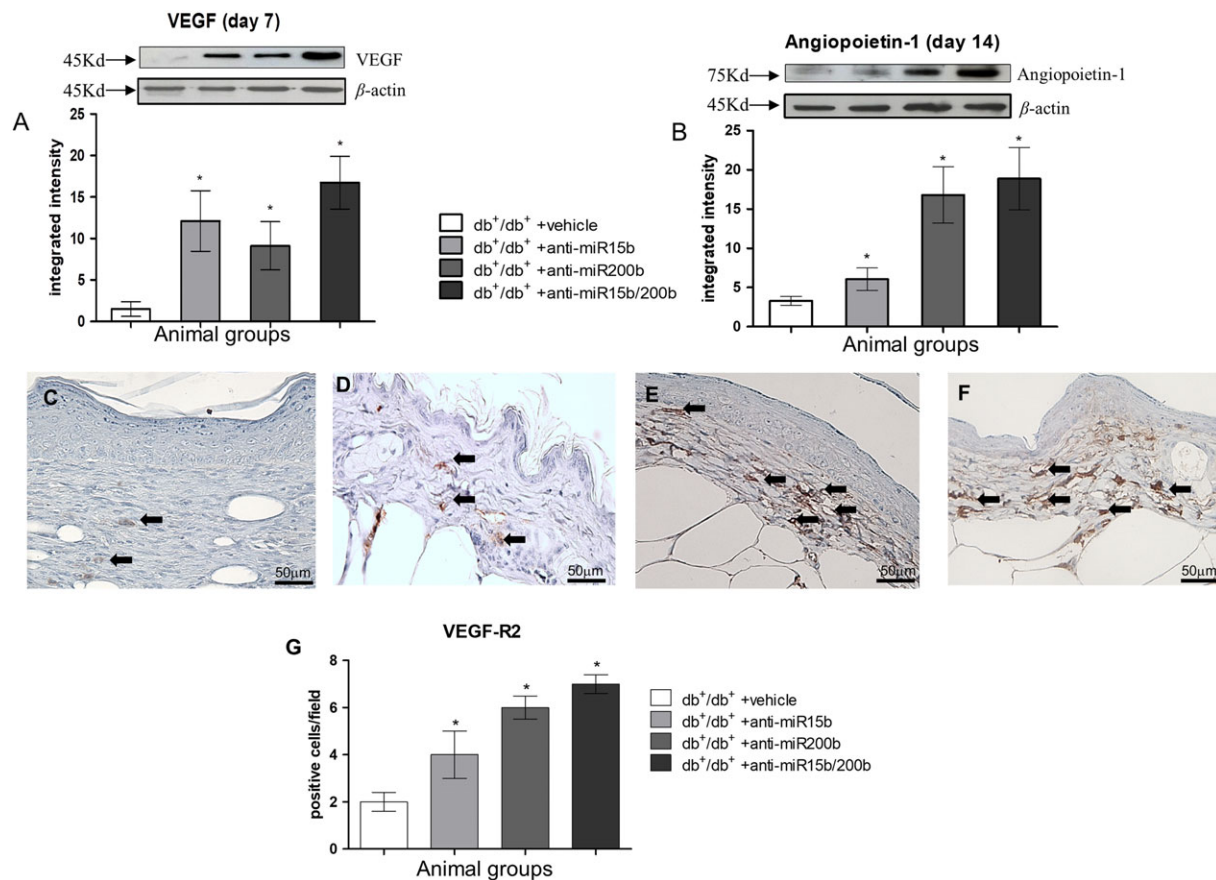 VEGF (day 7)
45Kd VEGF
45Kd β-actin
A
25
20
15
10
5
0
integrated intensity
* * *
Animal groups
Angiopoietin-1 (day 14)
75Kd Angiopoietin-1
45Kd β-actin
B
25
20
15
10
5
0
integrated intensity
* * *
Animal groups
db+/db+ +vehicle
db+/db+ +anti-miR15b
db+/db+ +anti-miR200b
db+/db+ +anti-miR15b/200b
C
50μm
D
50μm
E
50μm
F
50μm
G
VEGF-R2
8
6
4
2
0
positive cells/field
* * *
Animal groups
db+/db+ +vehicle
db+/db+ +anti-miR15b
db+/db+ +anti-miR200b
db+/db+ +anti-miR15b/200b